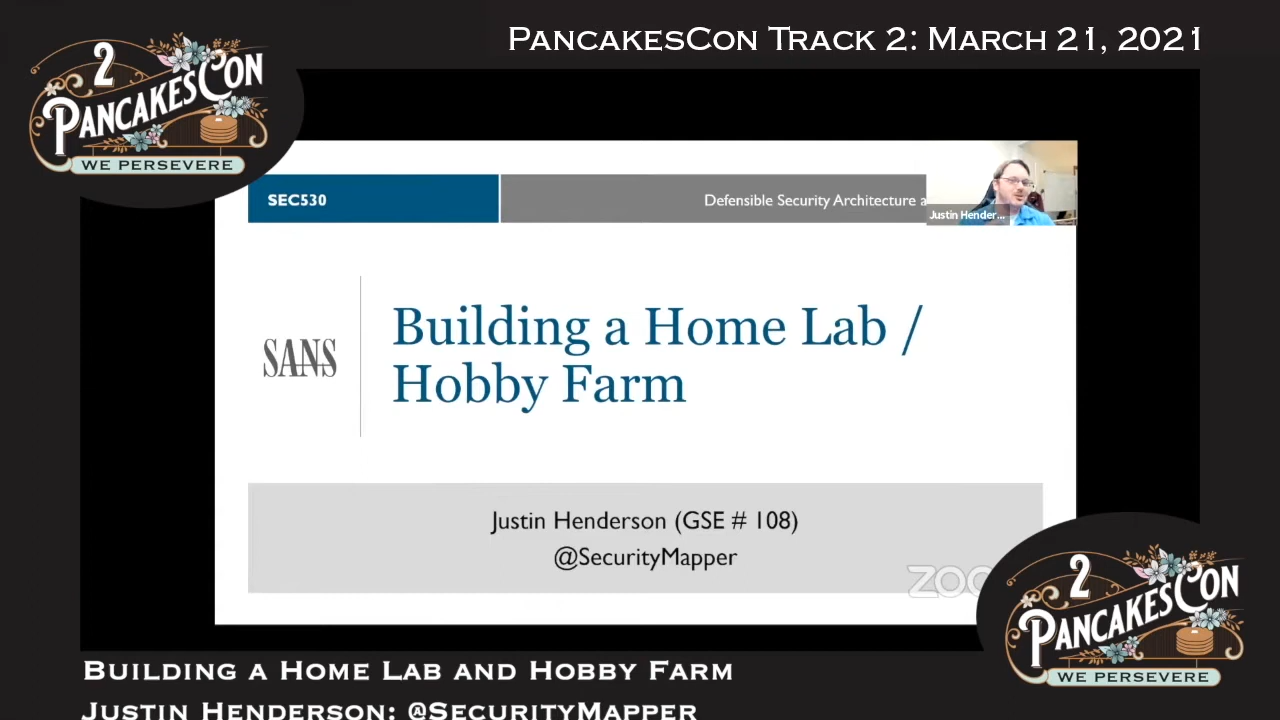 PancakesCon Track 2: March 21, 2021
2
PancakesCon
WE PERSEVERE
SEC530
Defensible Security Architecture a
Justin Hender...
SANS
Building a Home Lab /
Hobby Farm
Justin Henderson (GSE # 108)
@SecurityMapper
ZOO
2
PancakesCon
WE PERSEVERE
Building a Home Lab and Hobby Farm
Justin Henderson: @SecurityMapper